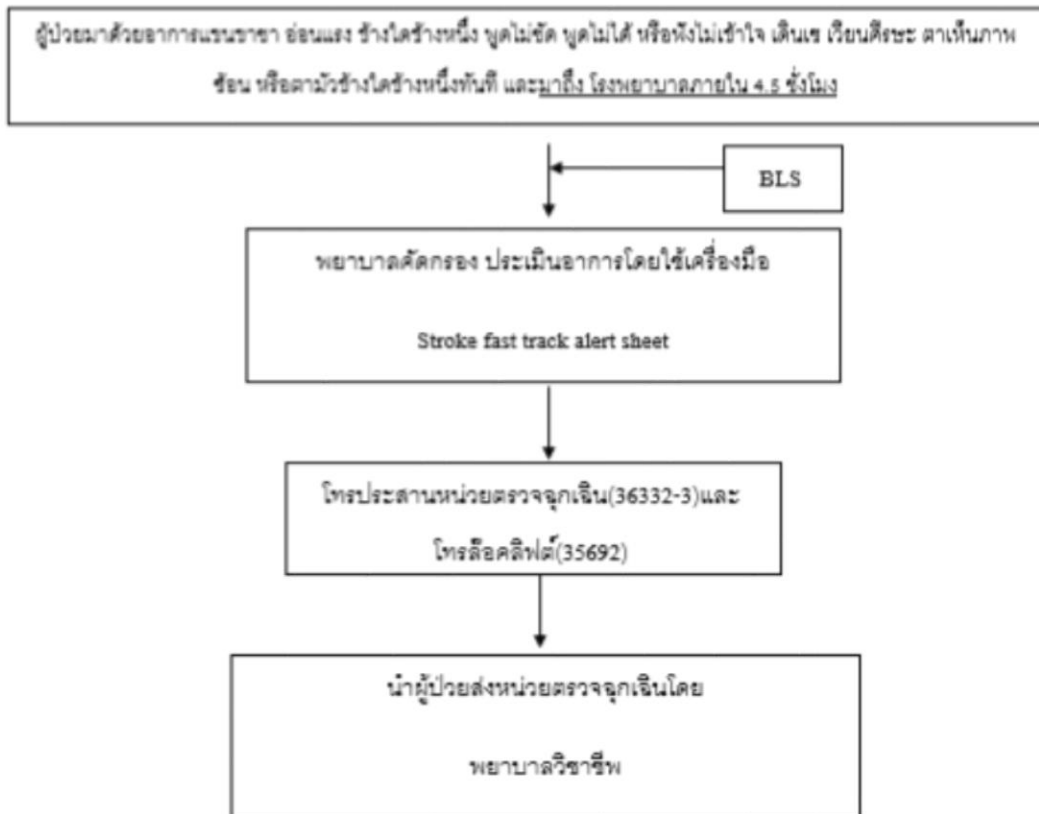 ผู้ป่วยมาด้วยอาการแขนขาชา อ่อนแรง ข้างใดข้างหนึ่ง พูดไม่ชัด พูดไม่ได้ หรือฟังไม่เข้าใจ เดินเซ เวียนศีรษะ ตาเห็นภาพ
ซ้อน หรือตามัวข้างใดข้างหนึ่งทันที และมาถึง โรงพยาบาลภายใน 4.5 ชั่วโมง
BLS
พยาบาลคัดกรอง ประเมินอาการโดยใช้เครื่องมือ
Stroke fast track alert sheet
โทรประสานหน่วยตรวจฉุกเฉิน(36332-3)และ
โทรล๊อคลิฟต์(35692)
นำผู้ป่วยส่งหน่วยตรวจฉุกเฉินโดย
พยาบาลวิชาชีพ